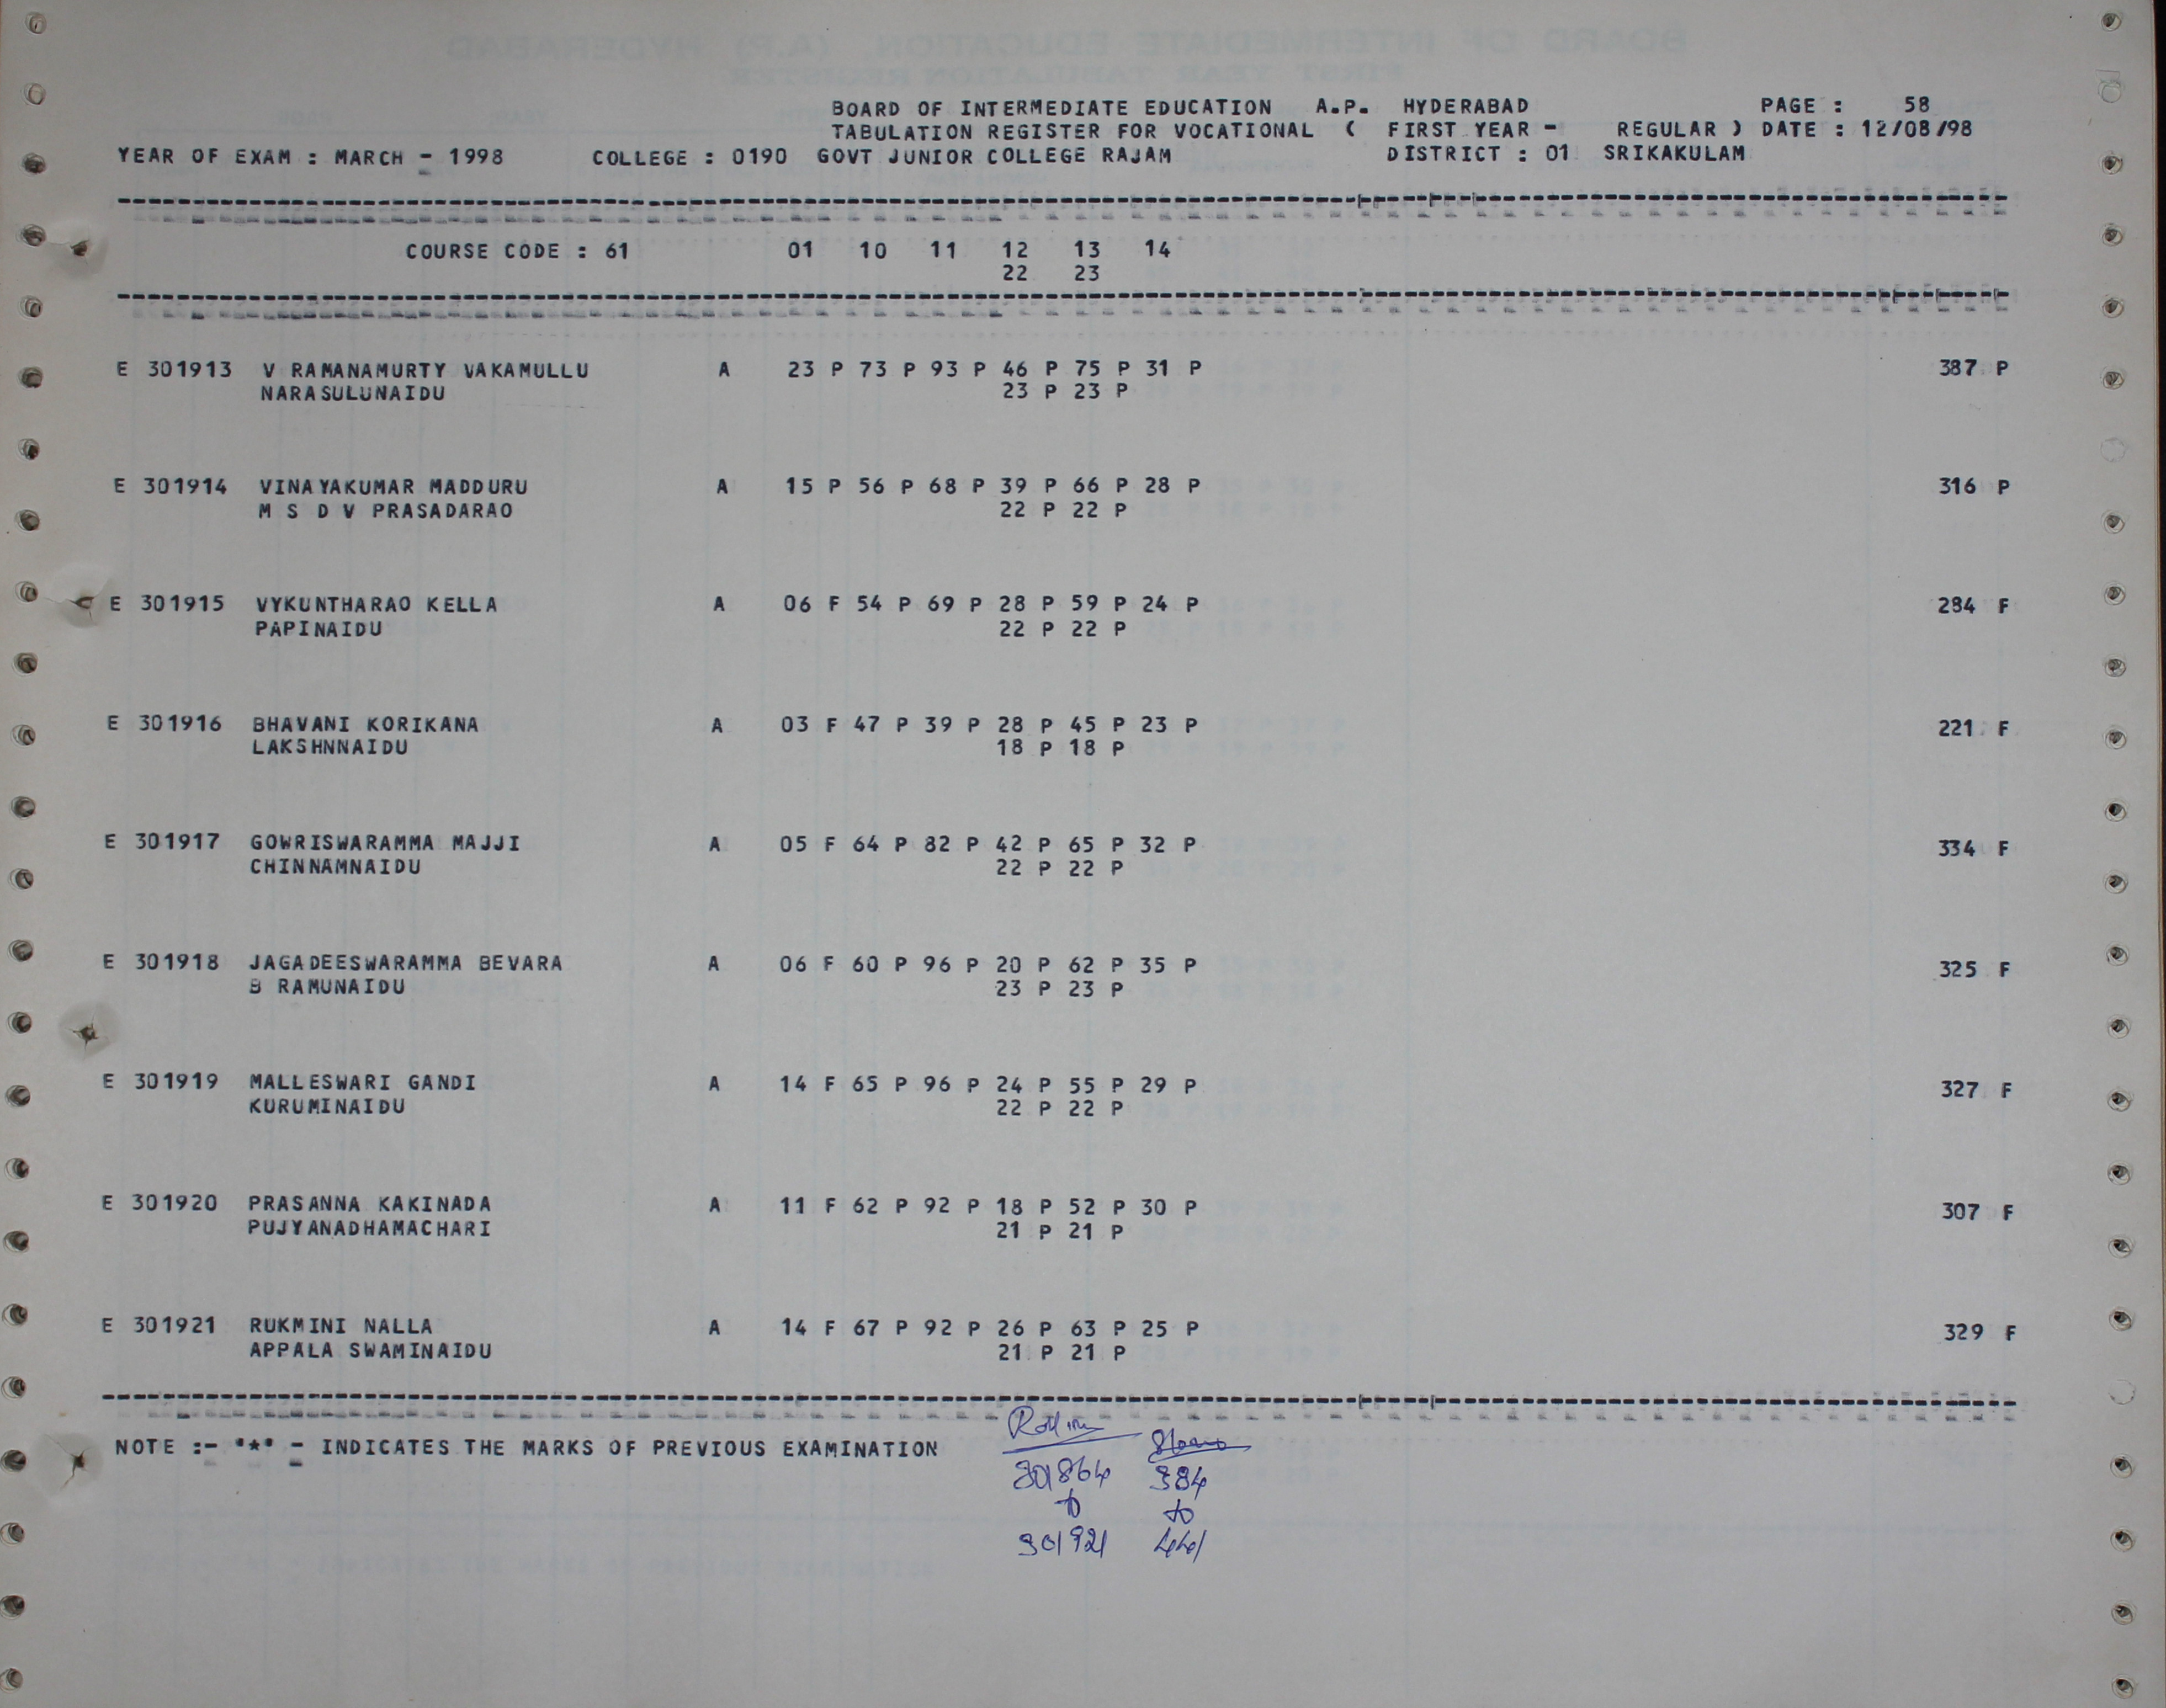 BOARD OF INTERMEDIATE EDUCATION A.P. HYDERABAD PAGE : 58
TABULATION REGISTER FOR VOCATIONAL ( FIRST YEAR - REGULAR ) DATE : 12/08/98
YEAR OF EXAM : MARCH - 1998 COLLEGE : 0190 GOVT JUNIOR COLLEGE RAJAM DISTRICT : 01 SRIKAKULAM
COURSE CODE : 61 01 10 11 12 13 14
22 23
E 301913 V RAMANAMURTY VAKAMULLU A 23 P 73 P 93 P 46 P 75 P 31 P 387 P
NARASULUNAIDU 23 P 23 P
E 301914 VINAYAKUMAR MADDURU A 15 P 56 P 68 P 39 P 66 P 28 P 316 P
M S D V PRASADARAO 22 P 22 P
E 301915 VYKUNTHARAO KELLA A 06 F 54 P 69 P 28 P 59 P 24 P 284 F
PAPINAIDU 22 P 22 P
E 301916 BHAVANI KORIKANA A 03 F 47 P 39 P 28 P 45 P 23 P 221 F
LAKSHNNAIDU 18 P 18 P
E 301917 GOWRISWARAMMA MAJJI A 05 F 64 P 82 P 42 P 65 P 32 P 334 F
CHINNAMNAIDU 22 P 22 P
E 301918 JAGADEESWARAMMA BEVARA A 06 F 60 P 96 P 20 P 62 P 35 P 325 F
B RAMUNAIDU 23 P 23 P
E 301919 MALLESWARI GANDI A 14 F 65 P 96 P 24 P 55 P 29 P 327 F
KURUMINAIDU 22 P 22 P
E 301920 PRASANNA KAKINADA A 11 F 62 P 92 P 18 P 52 P 30 P 307 F
PUJYANADHAMACHARI 21 P 21 P
E 301921 RUKMINI NALLA A 14 F 67 P 92 P 26 P 63 P 25 P 329 F
APPALA SWAMINAIDU 21 P 21 P
NOTE :- '*' - INDICATES THE MARKS OF PREVIOUS EXAMINATION
301864 384
to to
301921 441